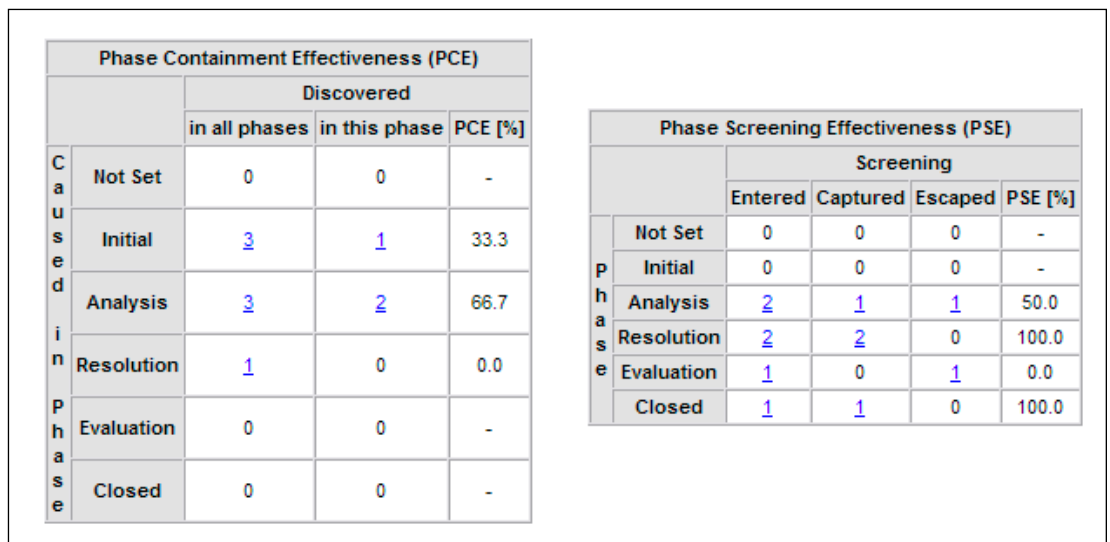 Phase Containment Effectiveness (PCE)
Discovered
in all phases in this phase PCE [%]
Caused in Phase
Not Set 0 0 -
Initial 3 1 33.3
Analysis 3 2 66.7
Resolution 1 0 0.0
Evaluation 0 0 -
Closed 0 0 -
Phase Screening Effectiveness (PSE)
Screening
Entered Captured Escaped PSE [%]
Phase
Not Set 0 0 0 -
Initial 0 0 0 -
Analysis 2 1 1 50.0
Resolution 2 2 0 100.0
Evaluation 1 0 1 0.0
Closed 1 1 0 100.0